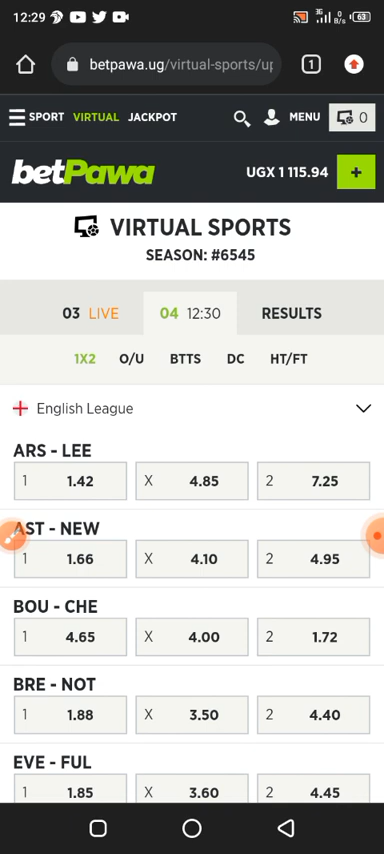 12:29 3G 0 B/s 63
betpawa.ug/virtual-sports/up 1
SPORT VIRTUAL JACKPOT MENU 0
betPawa UGX 1 115.94 +
VIRTUAL SPORTS
SEASON: #6545
03 LIVE 04 12:30 RESULTS
1X2 O/U BTTS DC HT/FT
English League
ARS - LEE
1 1.42 X 4.85 2 7.25
AST - NEW
1 1.66 X 4.10 2 4.95
BOU - CHE
1 4.65 X 4.00 2 1.72
BRE - NOT
1 1.88 X 3.50 2 4.40
EVE - FUL
1 1.85 X 3.60 2 4.45